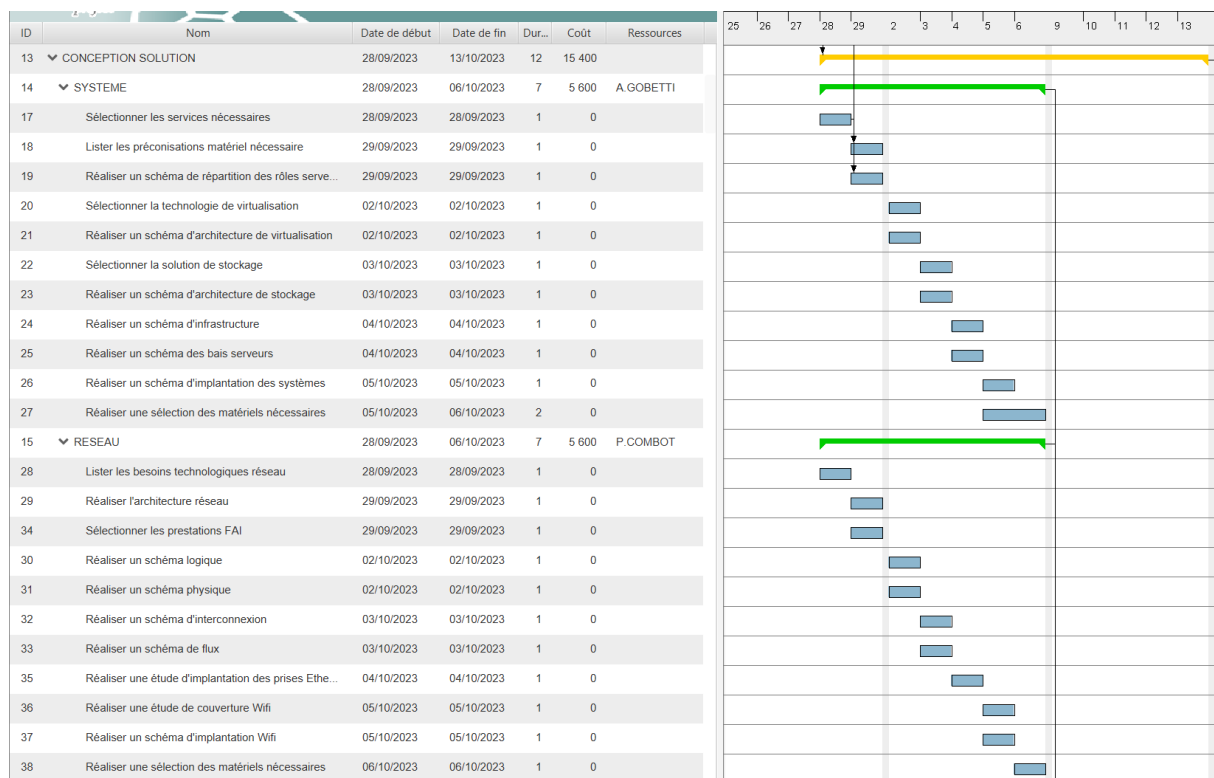 25 26 27 28 29 2 3 4 5 6 9 10 11 12 13
ID Nom Date de début Date de fin Dur... Coût Ressources
13 CONCEPTION SOLUTION 28/09/2023 13/10/2023 12 15 400
14 SYSTEME 28/09/2023 06/10/2023 7 5 600 A.GOBETTI
17 Sélectionner les services nécessaires 28/09/2023 28/09/2023 1 0
18 Lister les préconisations matériel nécessaire 29/09/2023 29/09/2023 1 0
19 Réaliser un schéma de répartition des rôles serve... 29/09/2023 29/09/2023 1 0
20 Sélectionner la technologie de virtualisation 02/10/2023 02/10/2023 1 0
21 Réaliser un schéma d'architecture de virtualisation 02/10/2023 02/10/2023 1 0
22 Sélectionner la solution de stockage 03/10/2023 03/10/2023 1 0
23 Réaliser un schéma d'architecture de stockage 03/10/2023 03/10/2023 1 0
24 Réaliser un schéma d'infrastructure 04/10/2023 04/10/2023 1 0
25 Réaliser un schéma des bais serveurs 04/10/2023 04/10/2023 1 0
26 Réaliser un schéma d'implantation des systèmes 05/10/2023 05/10/2023 1 0
27 Réaliser une sélection des matériels nécessaires 05/10/2023 06/10/2023 2 0
15 RESEAU 28/09/2023 06/10/2023 7 5 600 P.COMBOT
28 Lister les besoins technologiques réseau 28/09/2023 28/09/2023 1 0
29 Réaliser l'architecture réseau 29/09/2023 29/09/2023 1 0
34 Sélectionner les prestations FAI 29/09/2023 29/09/2023 1 0
30 Réaliser un schéma logique 02/10/2023 02/10/2023 1 0
31 Réaliser un schéma physique 02/10/2023 02/10/2023 1 0
32 Réaliser un schéma d'interconnexion 03/10/2023 03/10/2023 1 0
33 Réaliser un schéma de flux 03/10/2023 03/10/2023 1 0
35 Réaliser une étude d'implantation des prises Ethe... 04/10/2023 04/10/2023 1 0
36 Réaliser une étude de couverture Wifi 05/10/2023 05/10/2023 1 0
37 Réaliser un schéma d'implantation Wifi 05/10/2023 05/10/2023 1 0
38 Réaliser une sélection des matériels nécessaires 06/10/2023 06/10/2023 1 0